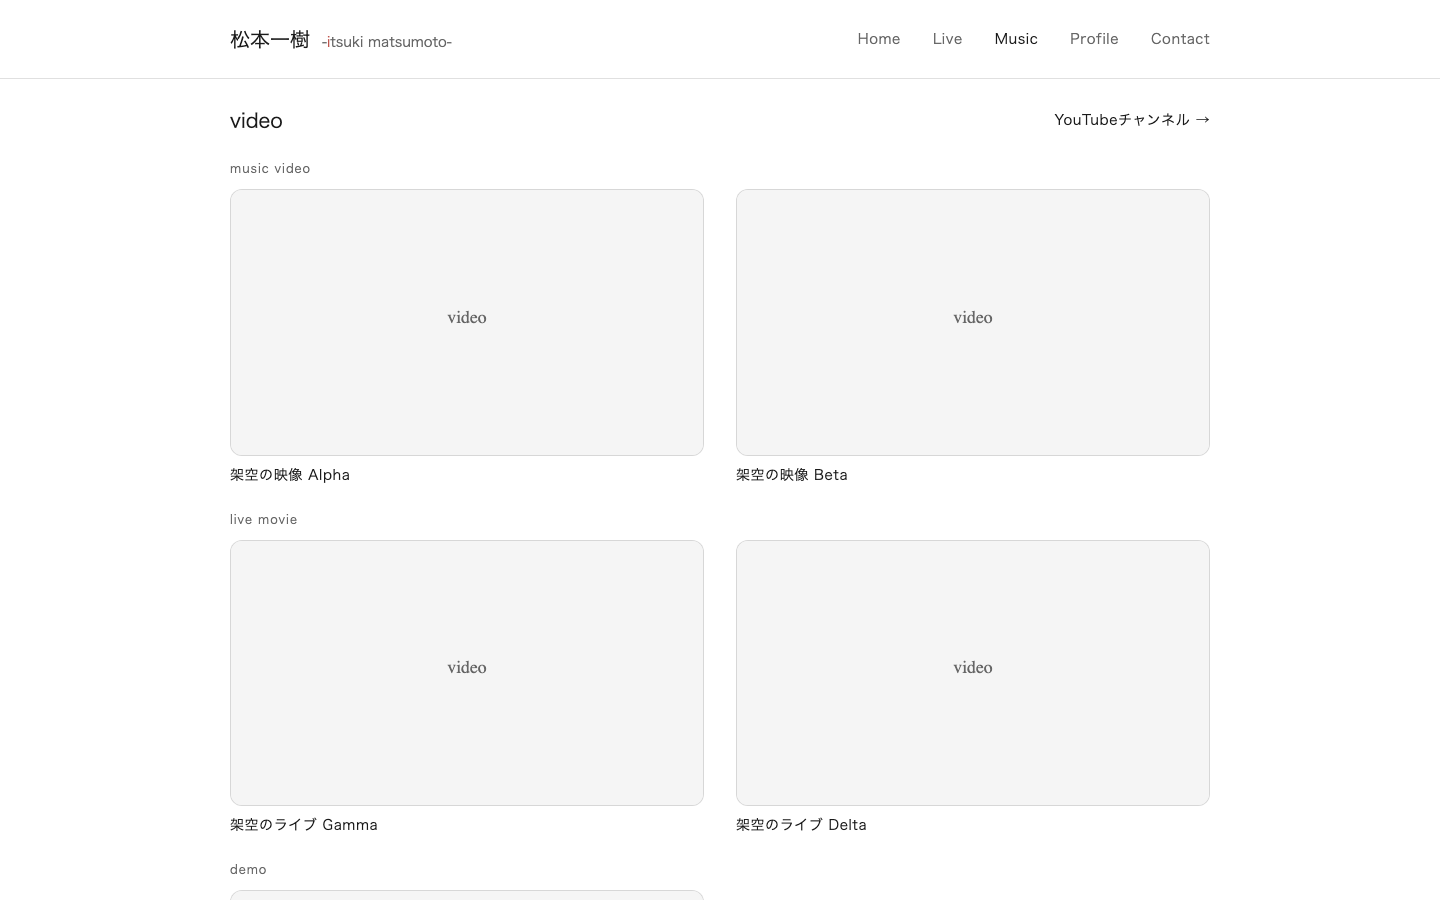 松本一樹 -itsuki matsumoto-
Home Live Music Profile Contact
video
YouTubeチャンネル →
music video
video
video
架空の映像 Alpha
架空の映像 Beta
live movie
video
video
架空のライブ Gamma
架空のライブ Delta
demo